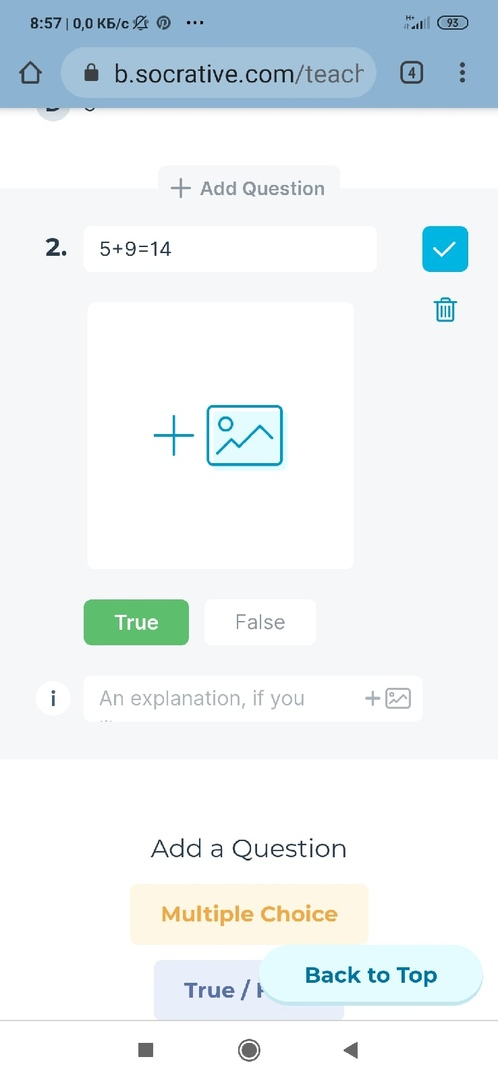 8:57 | 0,0 КБ/с
H+
93
b.socrative.com/teach
4
+ Add Question
2. 5+9=14
True
False
i An explanation, if you
Add a Question
Multiple Choice
True / F
Back to Top